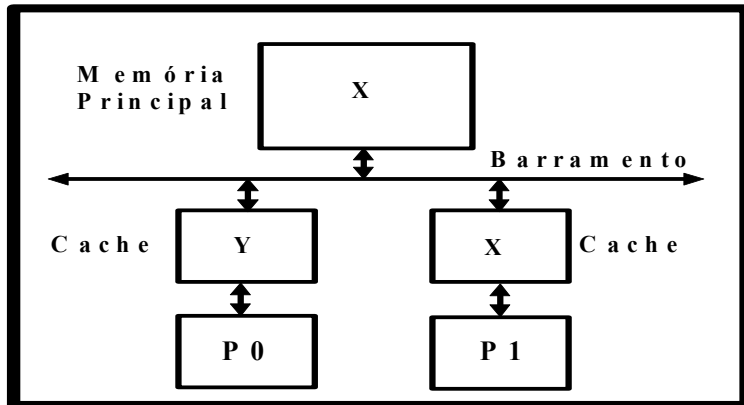 Memória
Principal
X
Barramento
Cache
Y
X
Cache
P0
P1